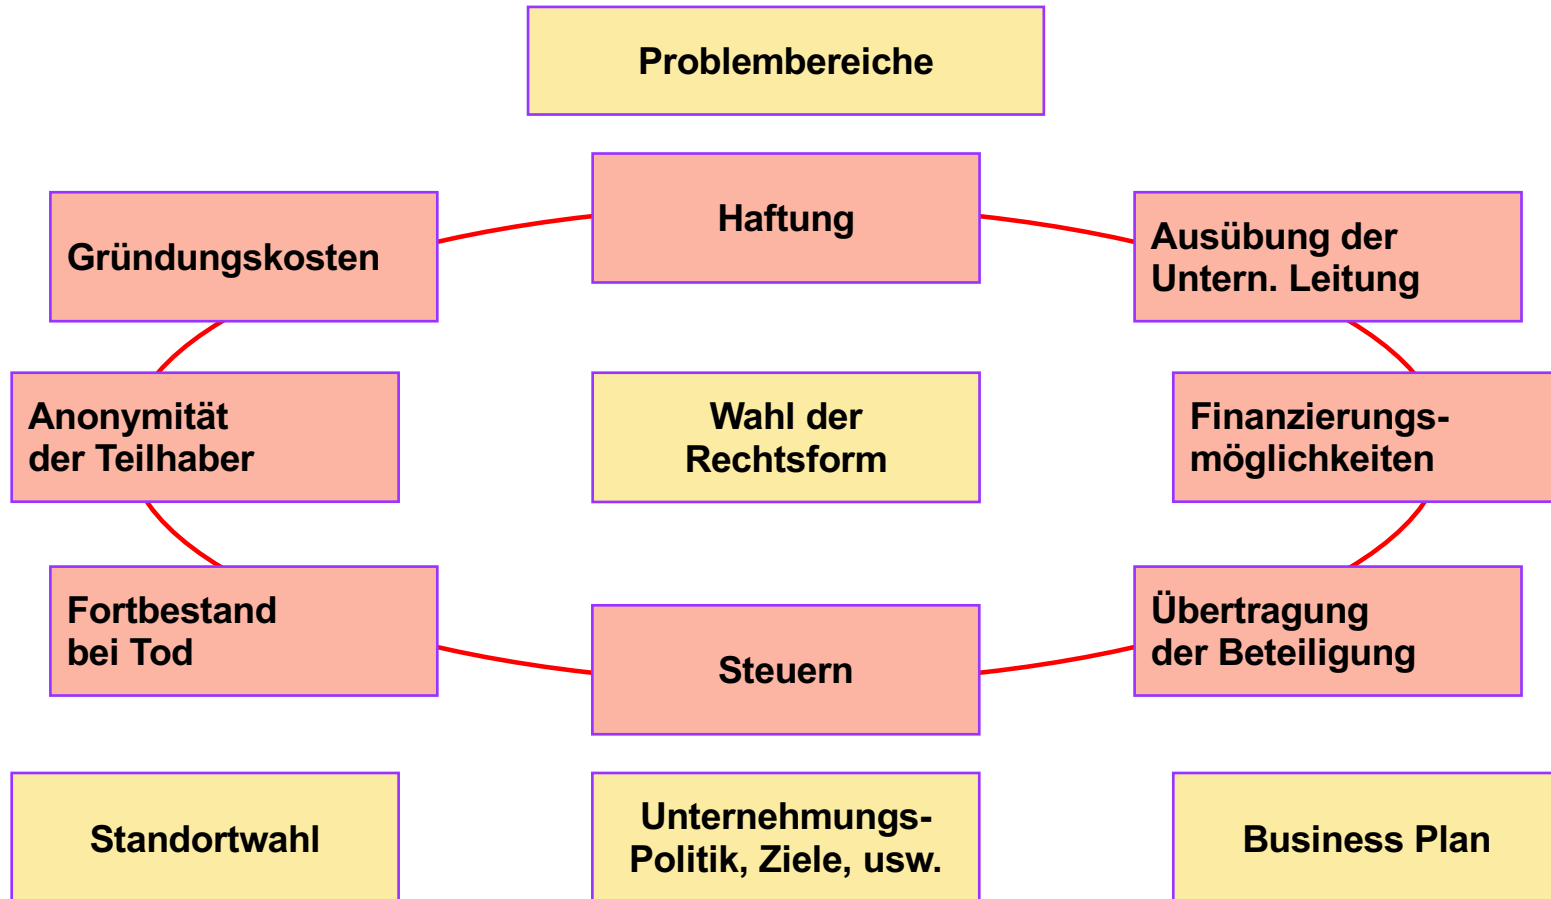 Problembereiche
Haftung
Gründungskosten
Ausübung der
Untern. Leitung
Anonymität
der Teilhaber
Wahl der
Rechtsform
Finanzierungs-
möglichkeiten
Fortbestand
bei Tod
Steuern
Übertragung
der Beteiligung
Standortwahl
Unternehmungs-
Politik, Ziele, usw.
Business Plan